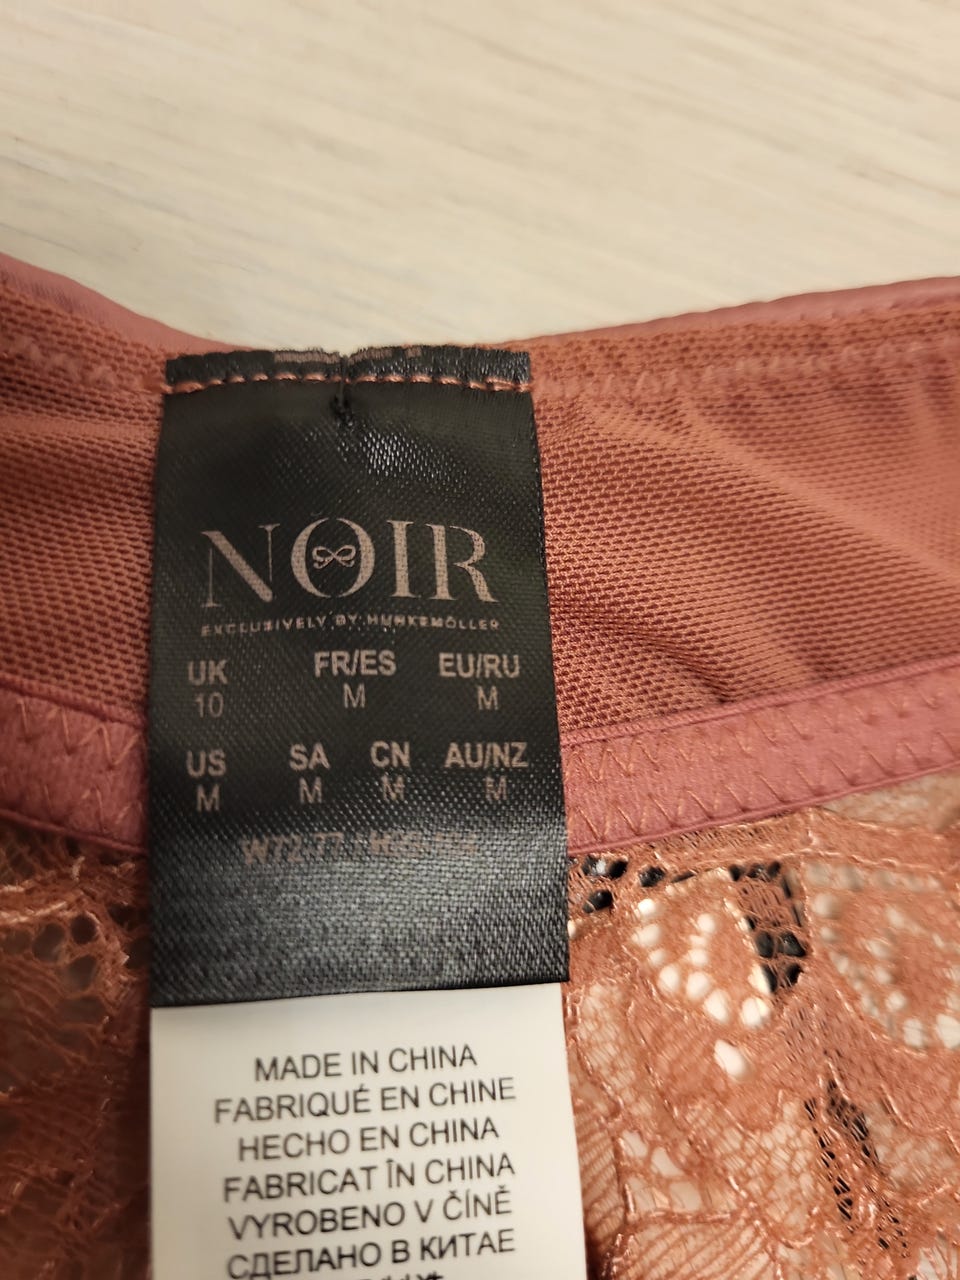 NOIR
EXCLUSIVELY BY HUNKEMÖLLER
UK FR/ES EU/RU
10 M M
US SA CN AU/NZ
M M M M
MADE IN CHINA
FABRIQUÉ EN CHINE
HECHO EN CHINA
FABRICAT ÎN CHINA
VYROBENO V ČÍNĚ
СДЕЛАНО В КИТАЕ